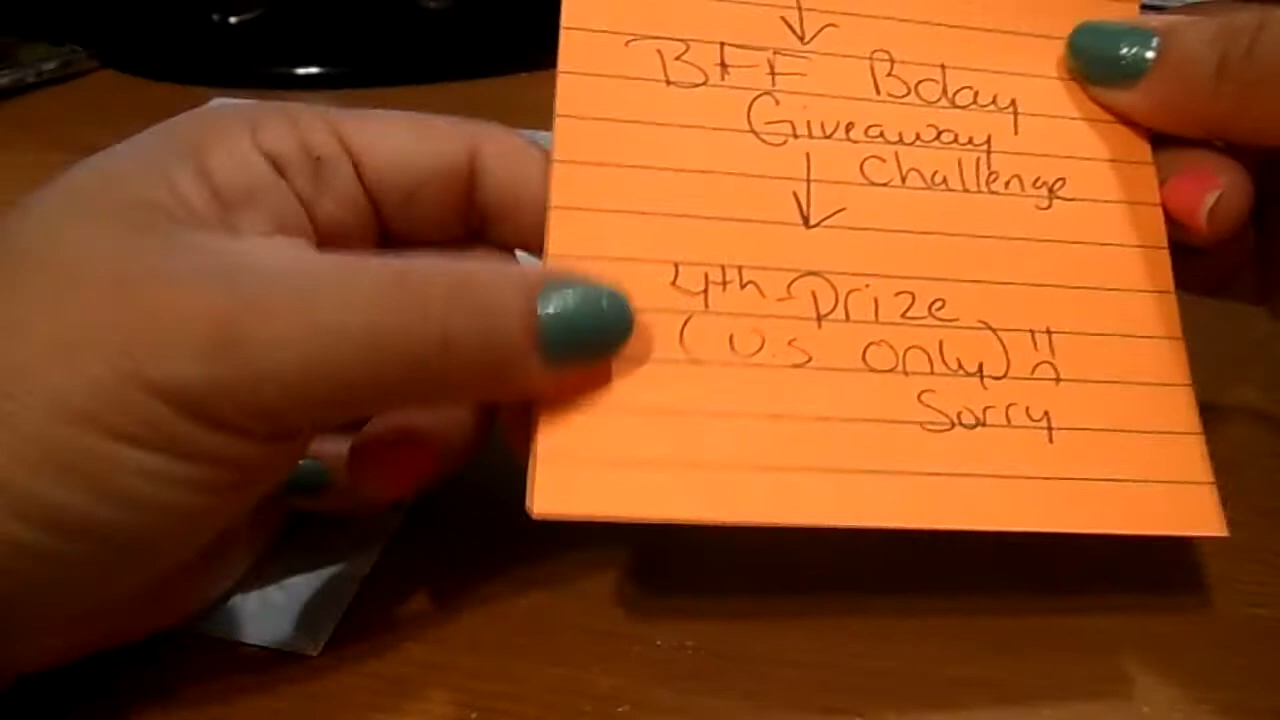 BFF Bday
Giveaway
Challenge
4th Prize
(U.S only)
Sorry